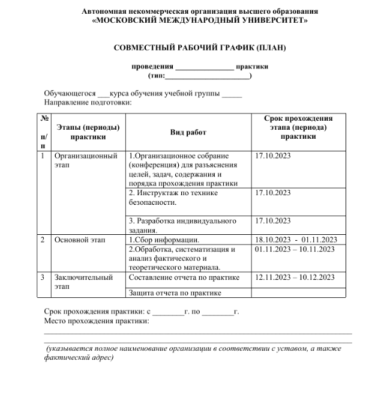 Автономная некоммерческая организация высшего образования
«МОСКОВСКИЙ МЕЖДУНАРОДНЫЙ УНИВЕРСИТЕТ»
СОВМЕСТНЫЙ РАБОЧИЙ ГРАФИК (ПЛАН)
проведения _______________ практики
(тип:______________________)
Обучающегося ___курса обучения учебной группы _____
Направление подготовки:
№ п/п
Этапы (периоды) практики
Вид работ
Срок прохождения этапа (периода) практики
1
Организационный этап
1.Организационное собрание (конференция) для разъяснения целей, задач, содержания и порядка прохождения практики
17.10.2023
2. Инструктаж по технике безопасности.
17.10.2023
3. Разработка индивидуального задания.
17.10.2023
2
Основной этап
1.Сбор информации.
18.10.2023 - 01.11.2023
2.Обработка, систематизация и анализ фактического и теоретического материала.
01.11.2023 – 10.11.2023
3
Заключительный этап
Составление отчета по практике
12.11.2023 – 10.12.2023
Защита отчета по практике
Срок прохождения практики: с ________г. по ________г.
Место прохождения практики:
(указывается полное наименование организации в соответствии с уставом, а также
фактический адрес)